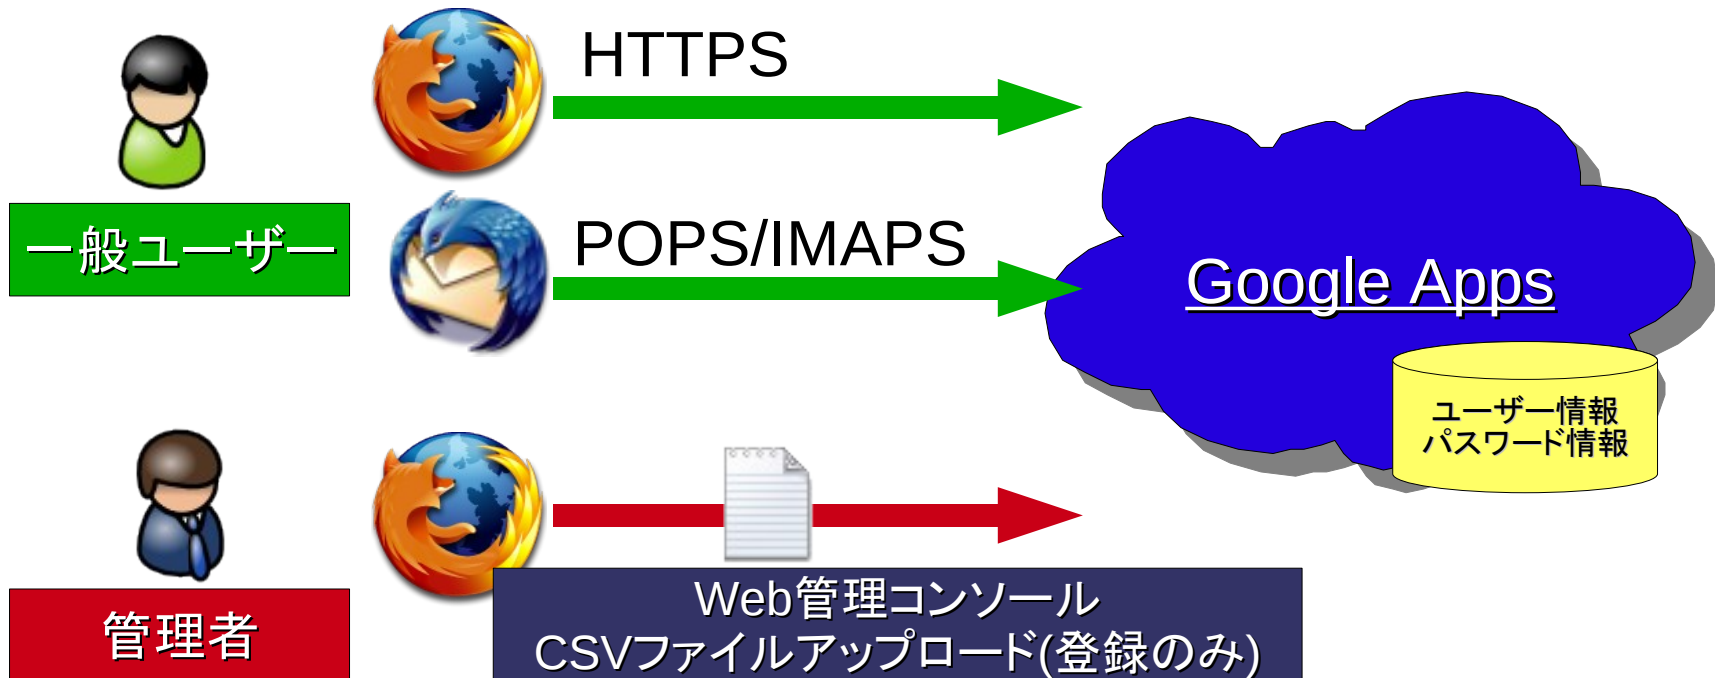 HTTPS
一般ユーザー
POPS/IMAPS
Google Apps
ユーザー情報
パスワード情報
管理者
Web管理コンソール
CSVファイルアップロード(登録のみ)